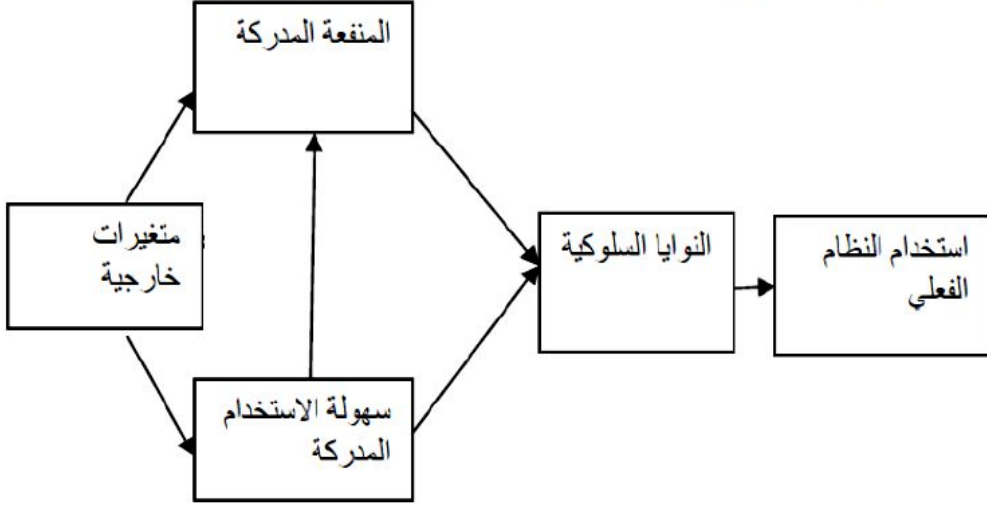 المنفعة المدركة
متغيرات
خارجية
سهولة الاستخدام
المدركة
النوايا السلوكية
استخدام النظام
الفعلي